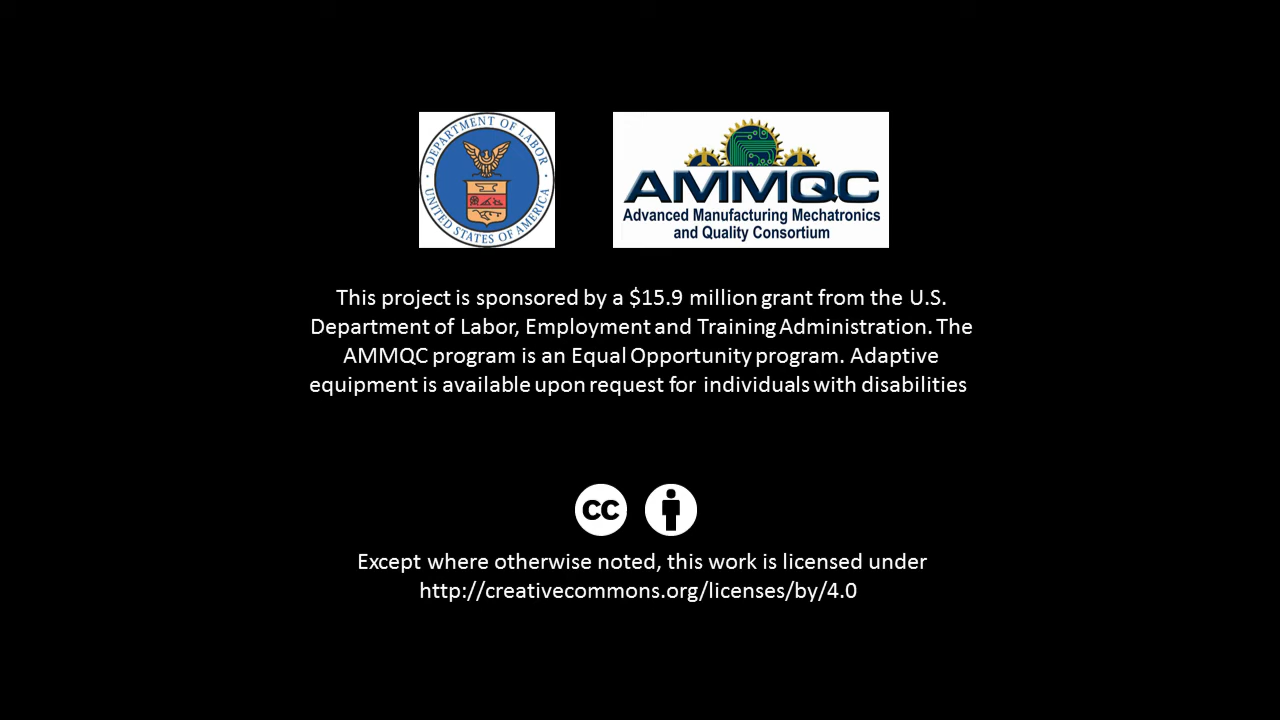 DEPARTMENT OF LABOR
UNITED STATES OF AMERICA
AMMQC
Advanced Manufacturing Mechatronics
and Quality Consortium
This project is sponsored by a $15.9 million grant from the U.S.
Department of Labor, Employment and Training Administration. The
AMMQC program is an Equal Opportunity program. Adaptive
equipment is available upon request for individuals with disabilities
cc
Except where otherwise noted, this work is licensed under
http://creativecommons.org/licenses/by/4.0